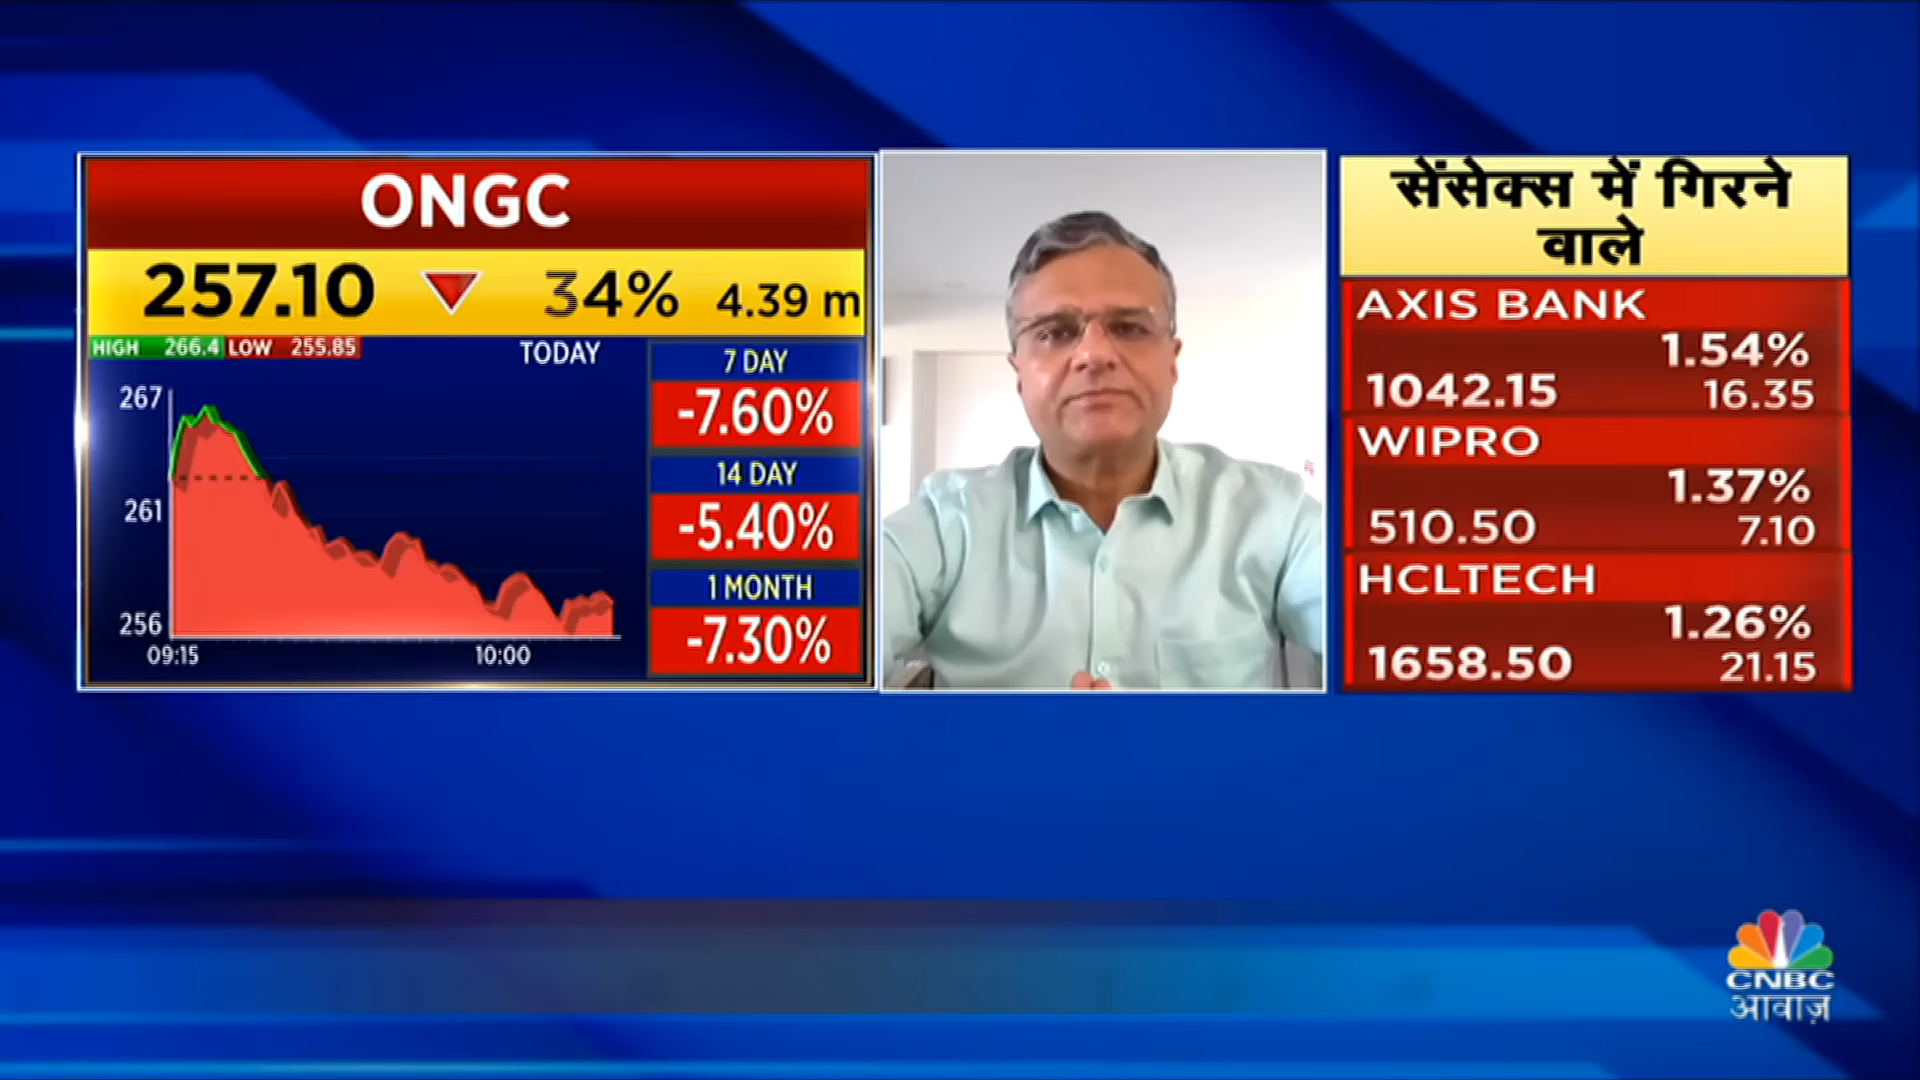 ONGC
257.10 34% 4.39 m
HIGH 266.4 LOW 255.85
TODAY
267
261
256
09:15 10:00
7 DAY
-7.60%
14 DAY
-5.40%
1 MONTH
-7.30%
सेंसेक्स में गिरने
वाले
AXIS BANK
1.54%
1042.15 16.35
WIPRO
1.37%
510.50 7.10
HCLTECH
1.26%
1658.50 21.15
CNBC
आवाज़